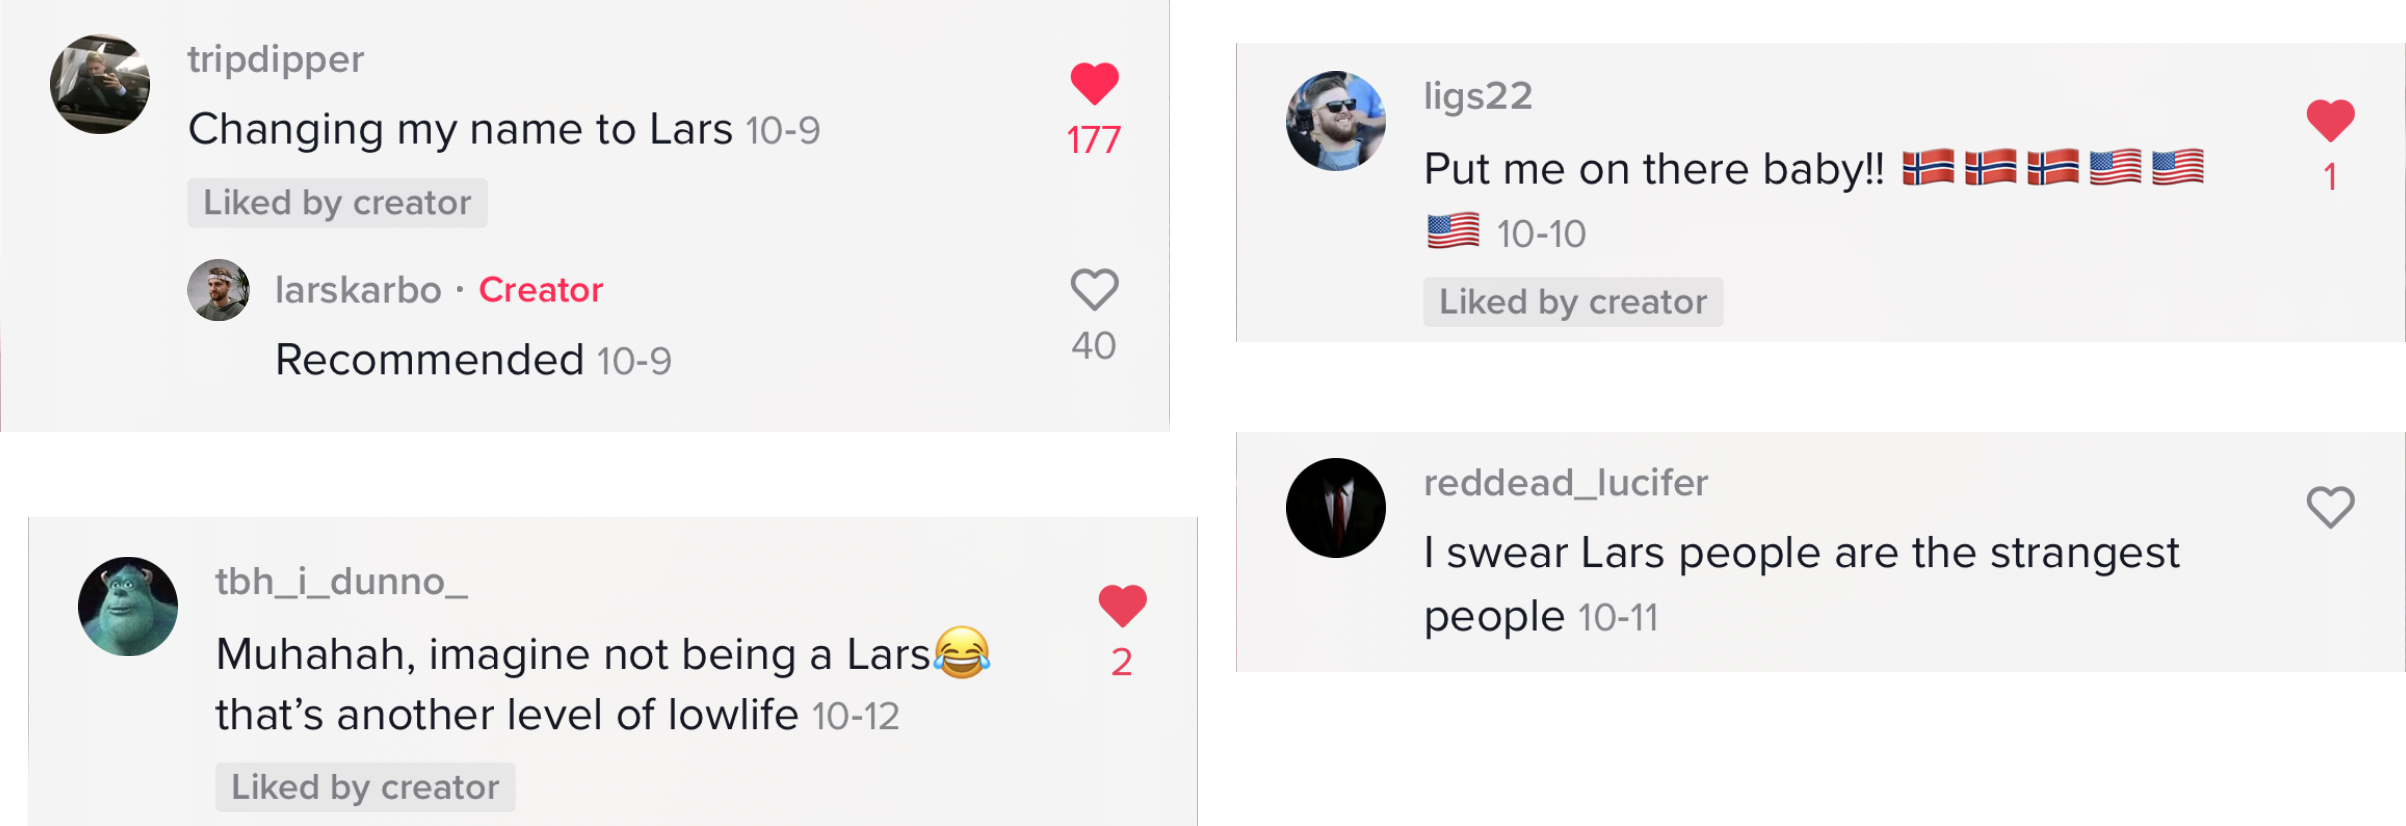 tripdipper
Changing my name to Lars 10-9
177
Liked by creator
larskarbo · Creator
Recommended 10-9
40
ligs22
Put me on there baby!! 🇳🇴🇳🇴🇳🇴🇺🇸🇺🇸
🇺🇸 10-10
1
Liked by creator
tbh_i_dunno_
Muhahah, imagine not being a Lars😂
that’s another level of lowlife 10-12
2
Liked by creator
reddead_lucifer
I swear Lars people are the strangest
people 10-11